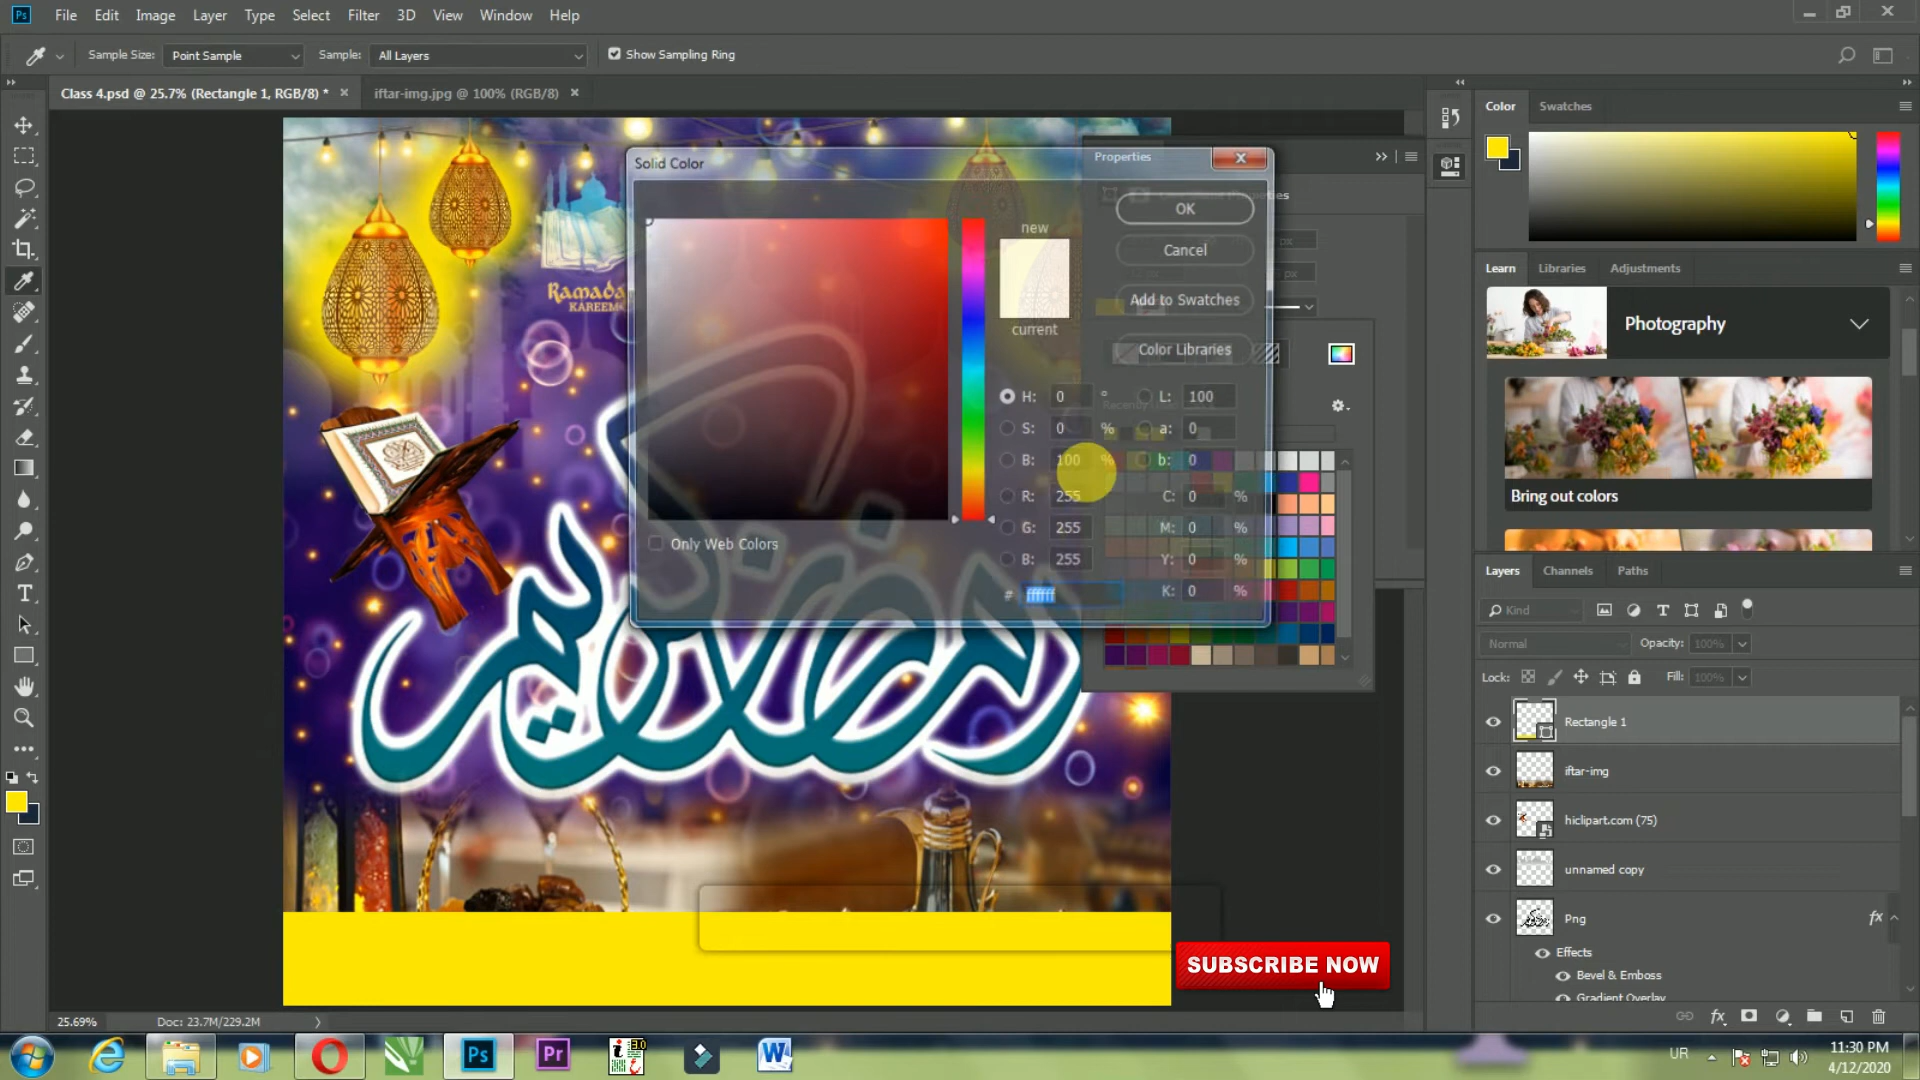 Ps File Edit Image Layer Type Select Filter 3D View Window Help
Sample Size: Point Sample Sample: All Layers Show Sampling Ring
Class 4.psd @ 25.7% (Rectangle 1, RGB/8) * iftar-img.jpg @ 100% (RGB/8)
Color Swatches
Solid Color
Properties
OK
new
Cancel
Add to Swatches
current
Color Libraries
H: 0 ° L: 100
S: 0 % a: 0
B: 100 % b: 0
R: 255 C: 0 %
G: 255 M: 0 %
B: 255 Y: 0 %
# ffffff K: 0 %
Only Web Colors
KAREEM
رمضان كريم
Learn Libraries Adjustments
Photography
Bring out colors
Layers Channels Paths
Kind
Normal Opacity: 100%
Lock: Fill: 100%
Rectangle 1
iftar-img
hiclipart.com (75)
unnamed copy
Png fx
Effects
Bevel & Emboss
Gradient Overlay
SUBSCRIBE NOW
25.69% Doc: 23.7M/229.2M
Ps Pr W
UR 11:30 PM
4/12/2020